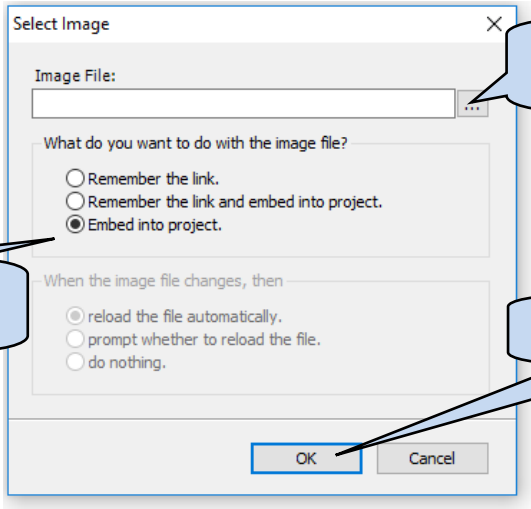 Select Image
Image File:
...
What do you want to do with the image file?
Remember the link.
Remember the link and embed into project.
Embed into project.
When the image file changes, then
reload the file automatically.
prompt whether to reload the file.
do nothing.
OK
Cancel